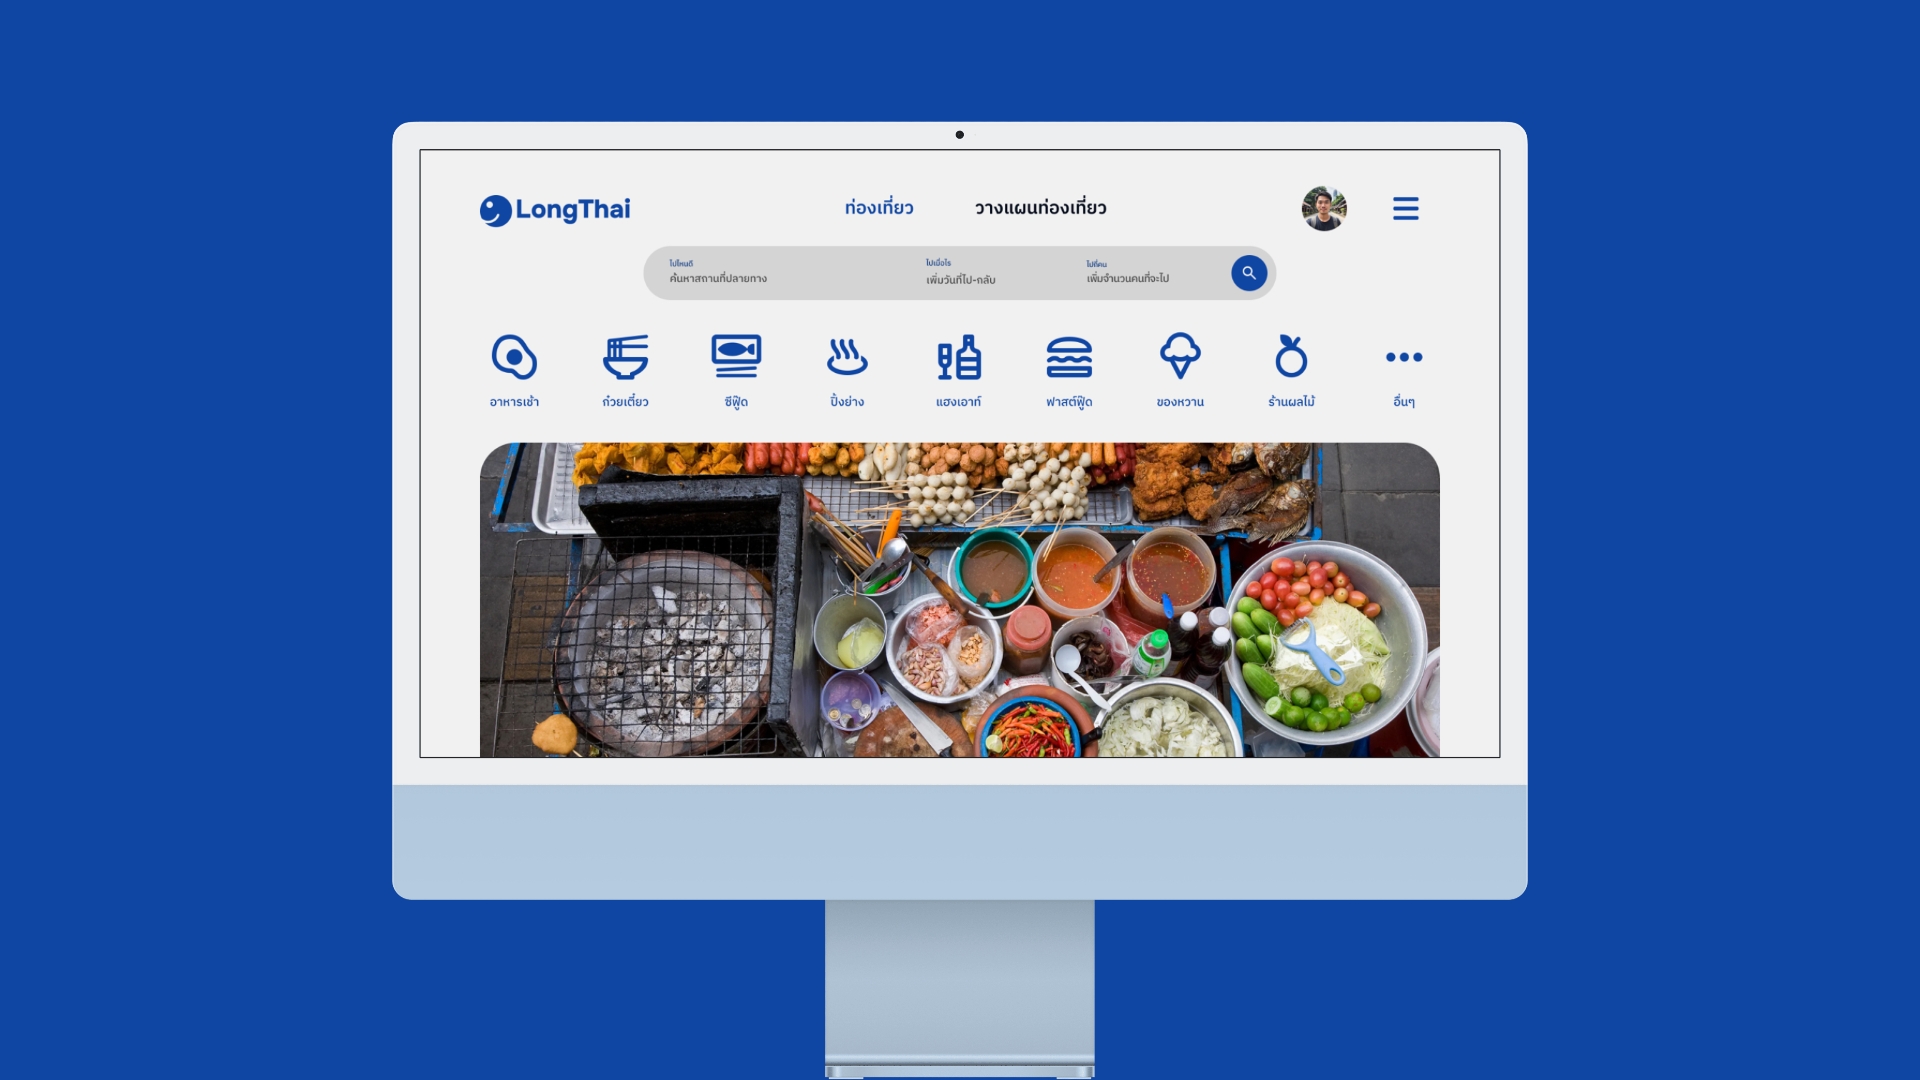 LongThai
ท่องเที่ยว
วางแผนท่องเที่ยว
ไปไหนดี
ค้นหาสถานที่ปลายทาง
ไปเมื่อไร
เพิ่มวันที่ไป-กลับ
ไปกี่คน
เพิ่มจำนวนคนที่จะไป
อาหารเช้า
ก๋วยเตี๋ยว
ซีฟู๊ด
ปิ้งย่าง
แฮงเอาท์
ฟาสต์ฟู๊ด
ของหวาน
ร้านผลไม้
อื่นๆ